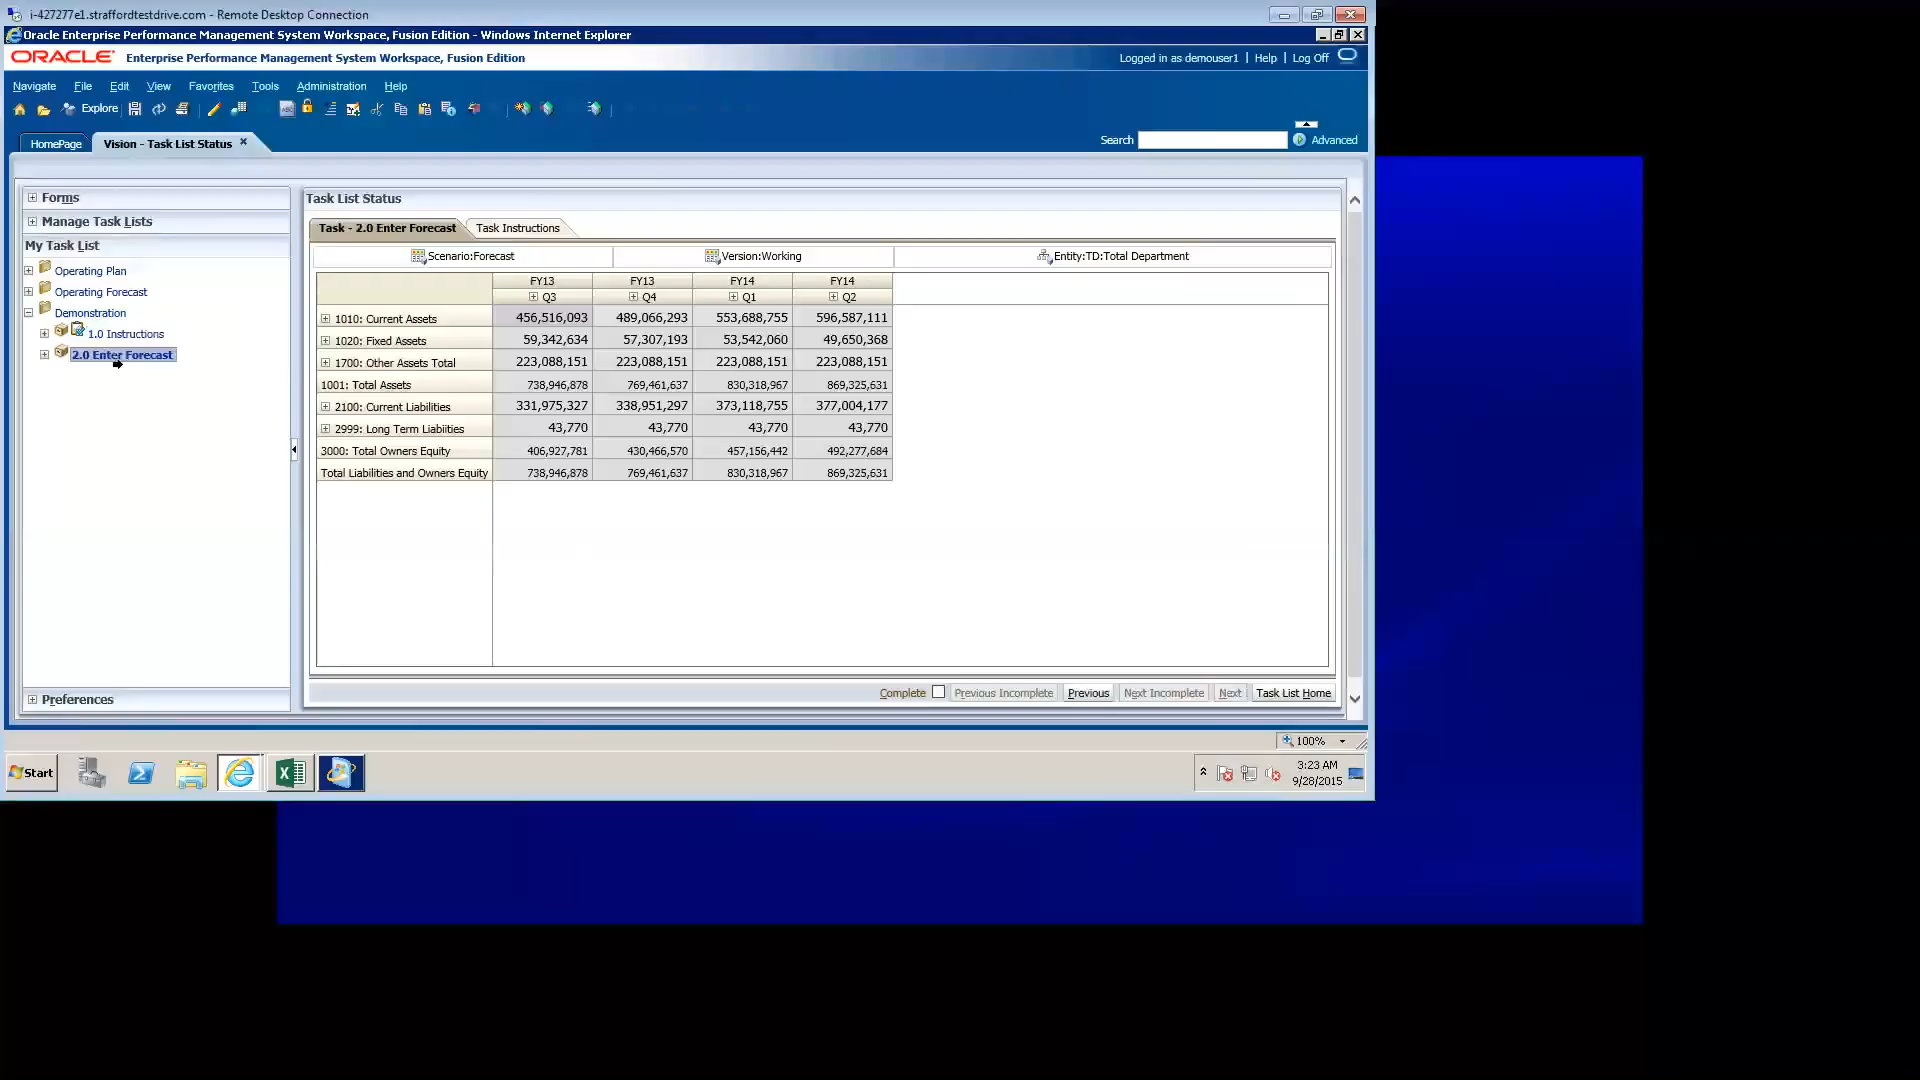 i-427277e1.straffordtestdrive.com - Remote Desktop Connection
Oracle Enterprise Performance Management System Workspace, Fusion Edition - Windows Internet Explorer
ORACLE Enterprise Performance Management System Workspace, Fusion Edition Logged in as demouser1 | Help | Log Off
Navigate File Edit View Favorites Tools Administration Help
Explore
HomePage Vision - Task List Status Search Advanced
Forms
Manage Task Lists
My Task List
Operating Plan
Operating Forecast
Demonstration
1.0 Instructions
2.0 Enter Forecast
Preferences
Task List Status
Task - 2.0 Enter Forecast Task Instructions
Scenario:Forecast Version:Working Entity:TD:Total Department
FY13 FY13 FY14 FY14
Q3 Q4 Q1 Q2
1010: Current Assets 456,516,093 489,066,293 553,688,755 596,587,111
1020: Fixed Assets 59,342,634 57,307,193 53,542,060 49,650,368
1700: Other Assets Total 223,088,151 223,088,151 223,088,151 223,088,151
1001: Total Assets 738,946,878 769,461,637 830,318,967 869,325,631
2100: Current Liabilities 331,975,327 338,951,297 373,118,755 377,004,177
2999: Long Term Liabiities 43,770 43,770 43,770 43,770
3000: Total Owners Equity 406,927,781 430,466,570 457,156,442 492,277,684
Total Liabilities and Owners Equity 738,946,878 769,461,637 830,318,967 869,325,631
Complete Previous Incomplete Previous Next Incomplete Next Task List Home
100%
Start 3:23 AM
9/28/2015